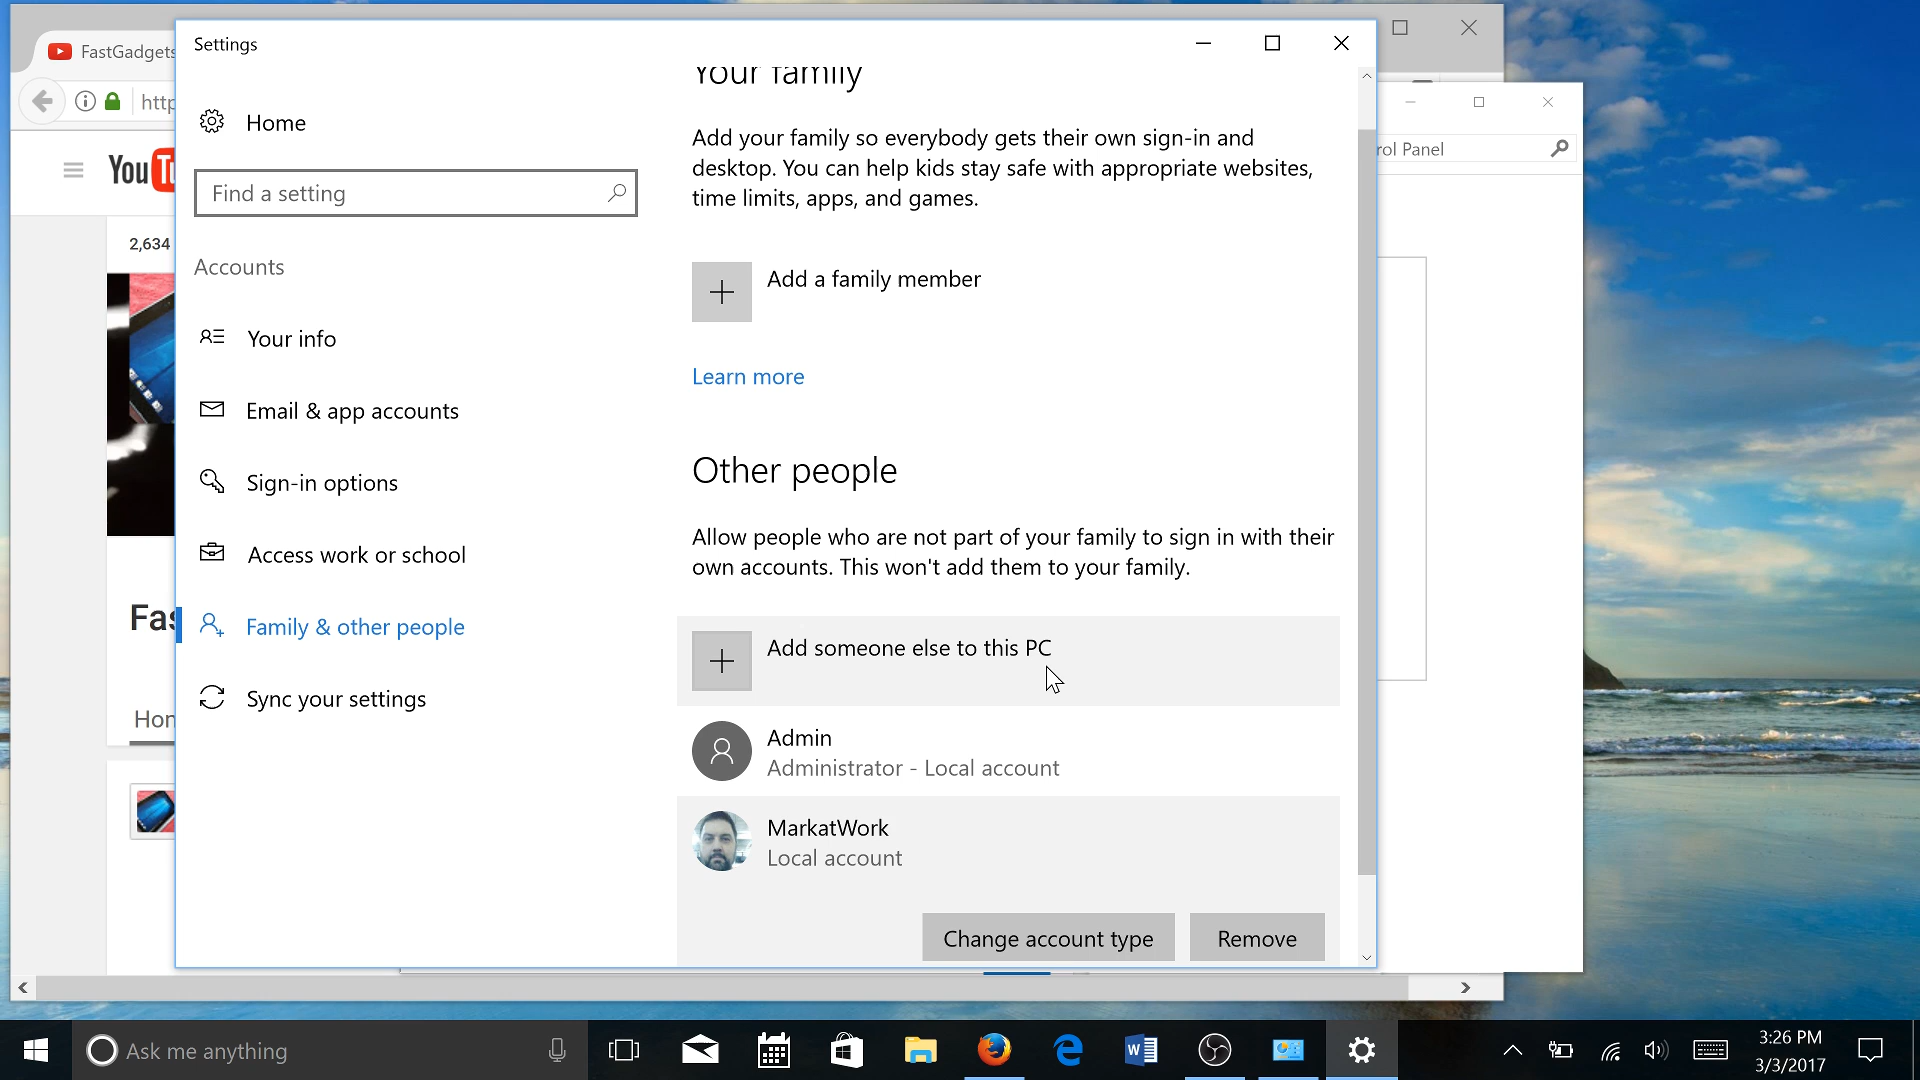 FastGadgets
Settings
http
rol Panel
YouT
2,634
Fas
Hon
Home
Find a setting
Accounts
Your info
Email & app accounts
Sign-in options
Access work or school
Family & other people
Sync your settings
Your family
Add your family so everybody gets their own sign-in and
desktop. You can help kids stay safe with appropriate websites,
time limits, apps, and games.
Add a family member
Learn more
Other people
Allow people who are not part of your family to sign in with their
own accounts. This won't add them to your family.
Add someone else to this PC
Admin
Administrator - Local account
MarkatWork
Local account
Change account type
Remove
Ask me anything
3:26 PM
3/3/2017